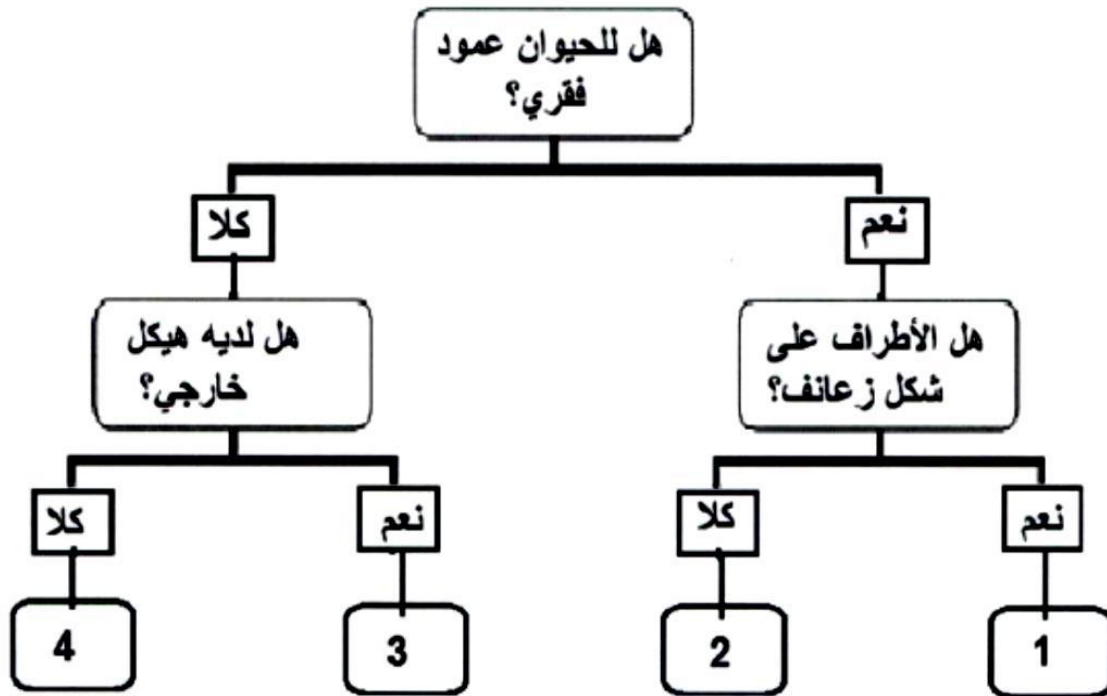 هل للحيوان عمود
فقري؟
نعم
كلا
هل الأطراف على
شكل زعانف؟
هل لديه هيكل
خارجي؟
نعم
كلا
نعم
كلا
1
2
3
4